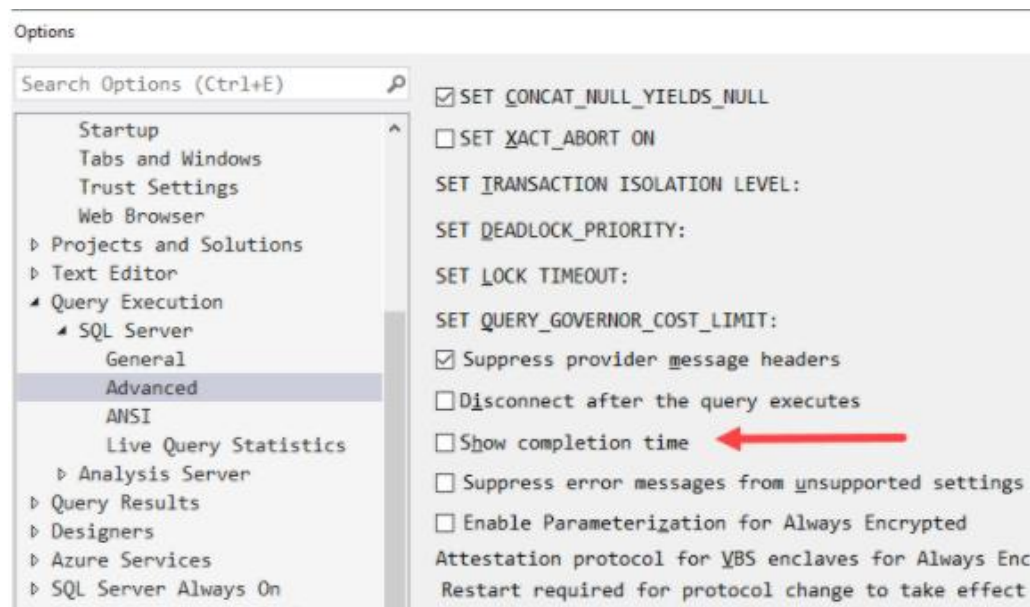 Options
Search Options (Ctrl+E)
Startup
Tabs and Windows
Trust Settings
Web Browser
Projects and Solutions
Text Editor
Query Execution
SQL Server
General
Advanced
ANSI
Live Query Statistics
Analysis Server
Query Results
Designers
Azure Services
SQL Server Always On
SET CONCAT_NULL_YIELDS_NULL
SET XACT_ABORT ON
SET TRANSACTION ISOLATION LEVEL:
SET DEADLOCK_PRIORITY:
SET LOCK TIMEOUT:
SET QUERY_GOVERNOR_COST_LIMIT:
Suppress provider message headers
Disconnect after the query executes
Show completion time
Suppress error messages from unsupported settings
Enable Parameterization for Always Encrypted
Attestation protocol for VBS enclaves for Always Enc
Restart required for protocol change to take effect